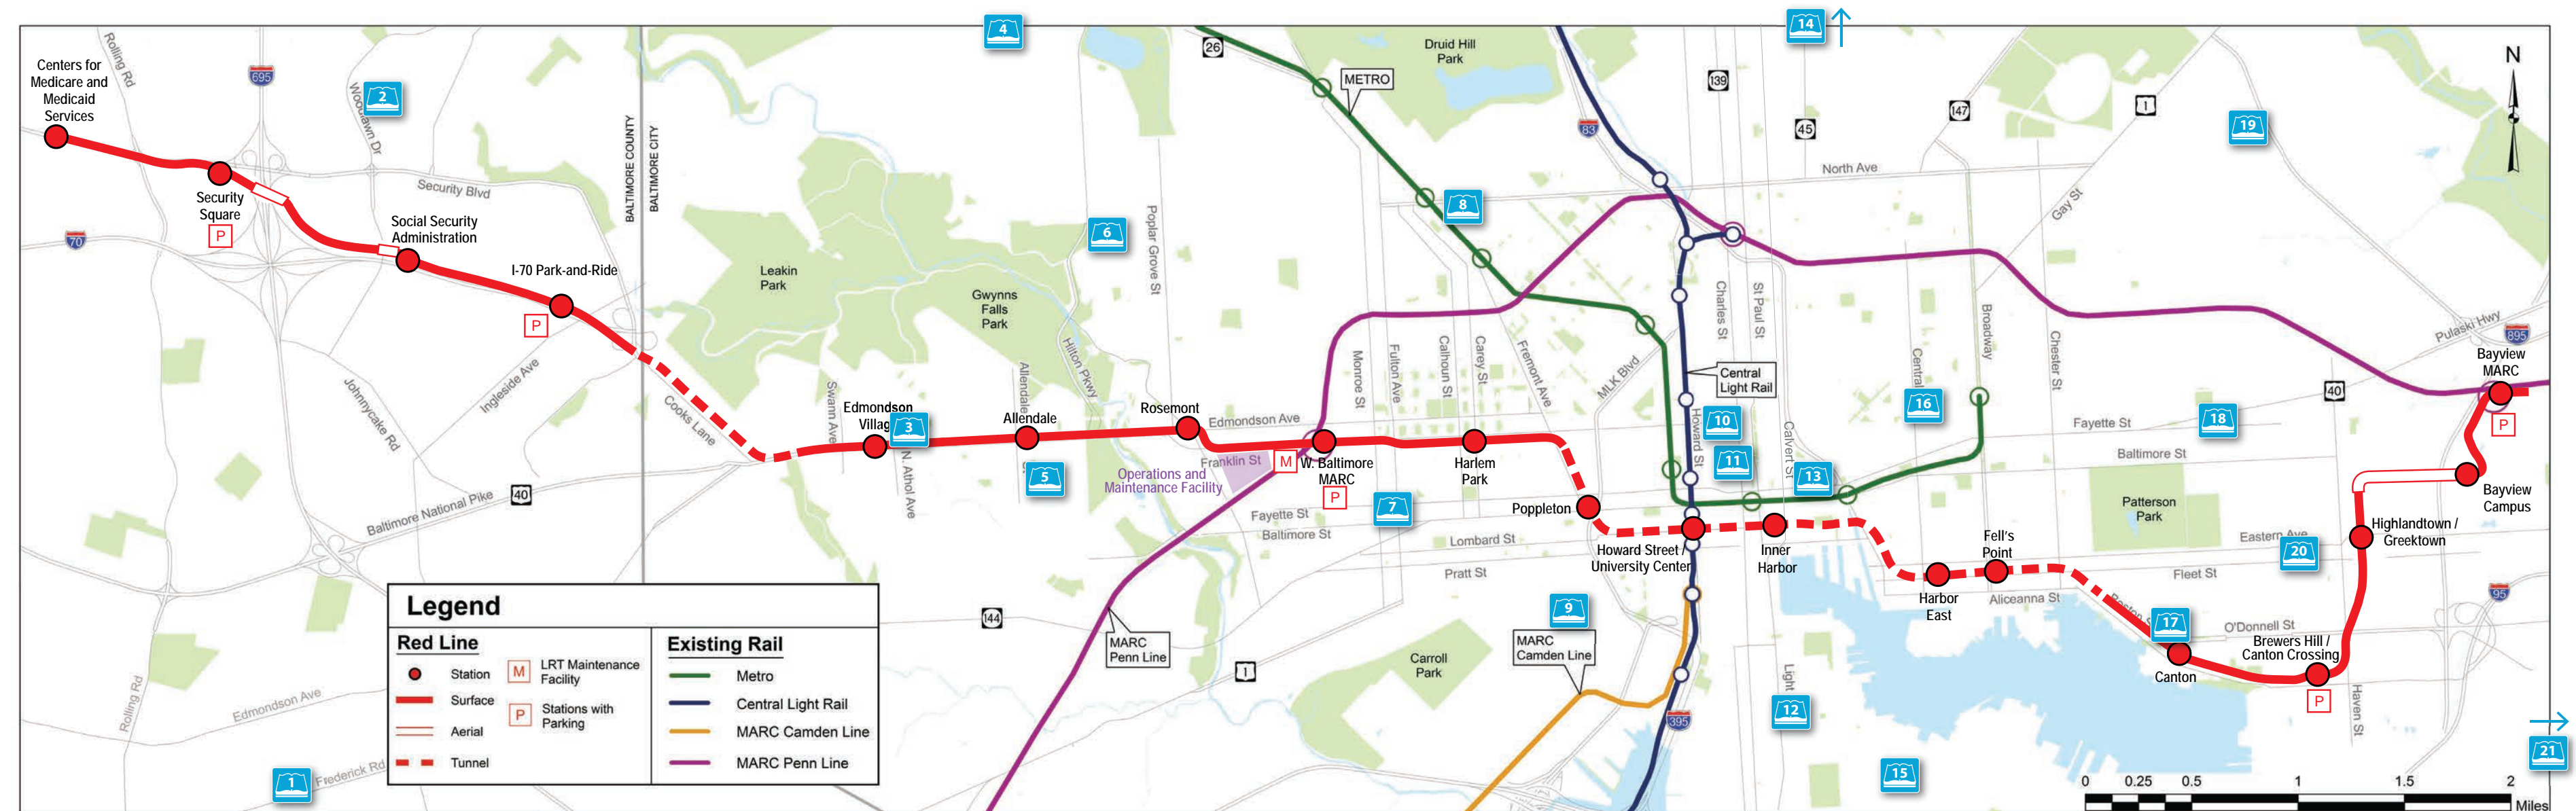 4
14
Centers for
Medicare and
Medicaid
Services
Rolling Rd
695
2
Woodlawn Dr
26
METRO
Druid Hill
Park
139
83
45
147
1
19
N
BALTIMORE COUNTY
BALTIMORE CITY
Security
Square
P
Security Blvd
70
Social Security
Administration
I-70 Park-and-Ride
P
Leakin
Park
Gwynns
Falls
Park
6
Poplar Grove St
8
North Ave
Gay St
Hilton Pkwy
Johnnycake Rd
Ingleside Ave
Cooks Lane
Swann Ave
Allendale
Edmondson
Villag
3
N. Athol Ave
Allendale
5
Rosemont
Edmondson Ave
Franklin St
Operations and
Maintenance Facility
M
W. Baltimore
MARC
P
Monroe St
Fulton Ave
Calhoun St
Carey St
Fremont Ave
MLK Blvd
Harlem
Park
7
Central
Light Rail
Charles St
St Paul St
Howard St
Calvert St
10
11
13
Central
Broadway
Chester St
16
Pulaski Hwy
895
Bayview
MARC
P
40
Fayette St
18
Baltimore St
Patterson
Park
Bayview
Campus
Highlandtown /
Greektown
Eastern Ave
20
Fleet St
95
Baltimore National Pike
40
Fayette St
Baltimore St
Lombard St
Pratt St
Poppleton
Howard Street /
University Center
Inner
Harbor
Harbor
East
Fell's
Point
Aliceanna St
Boston S
17
Canton
O'Donnell St
Brewers Hill /
Canton Crossing
P
Haven St
144
MARC
Penn Line
1
9
MARC
Camden Line
Carroll
Park
395
Light
12
15
21
Rolling Rd
Edmondson Ave
1
Frederick Rd
Legend
Red Line
Station
Surface
Aerial
Tunnel
M
LRT Maintenance
Facility
P
Stations with
Parking
Existing Rail
Metro
Central Light Rail
MARC Camden Line
MARC Penn Line
0 0.25 0.5 1 1.5 2
Miles